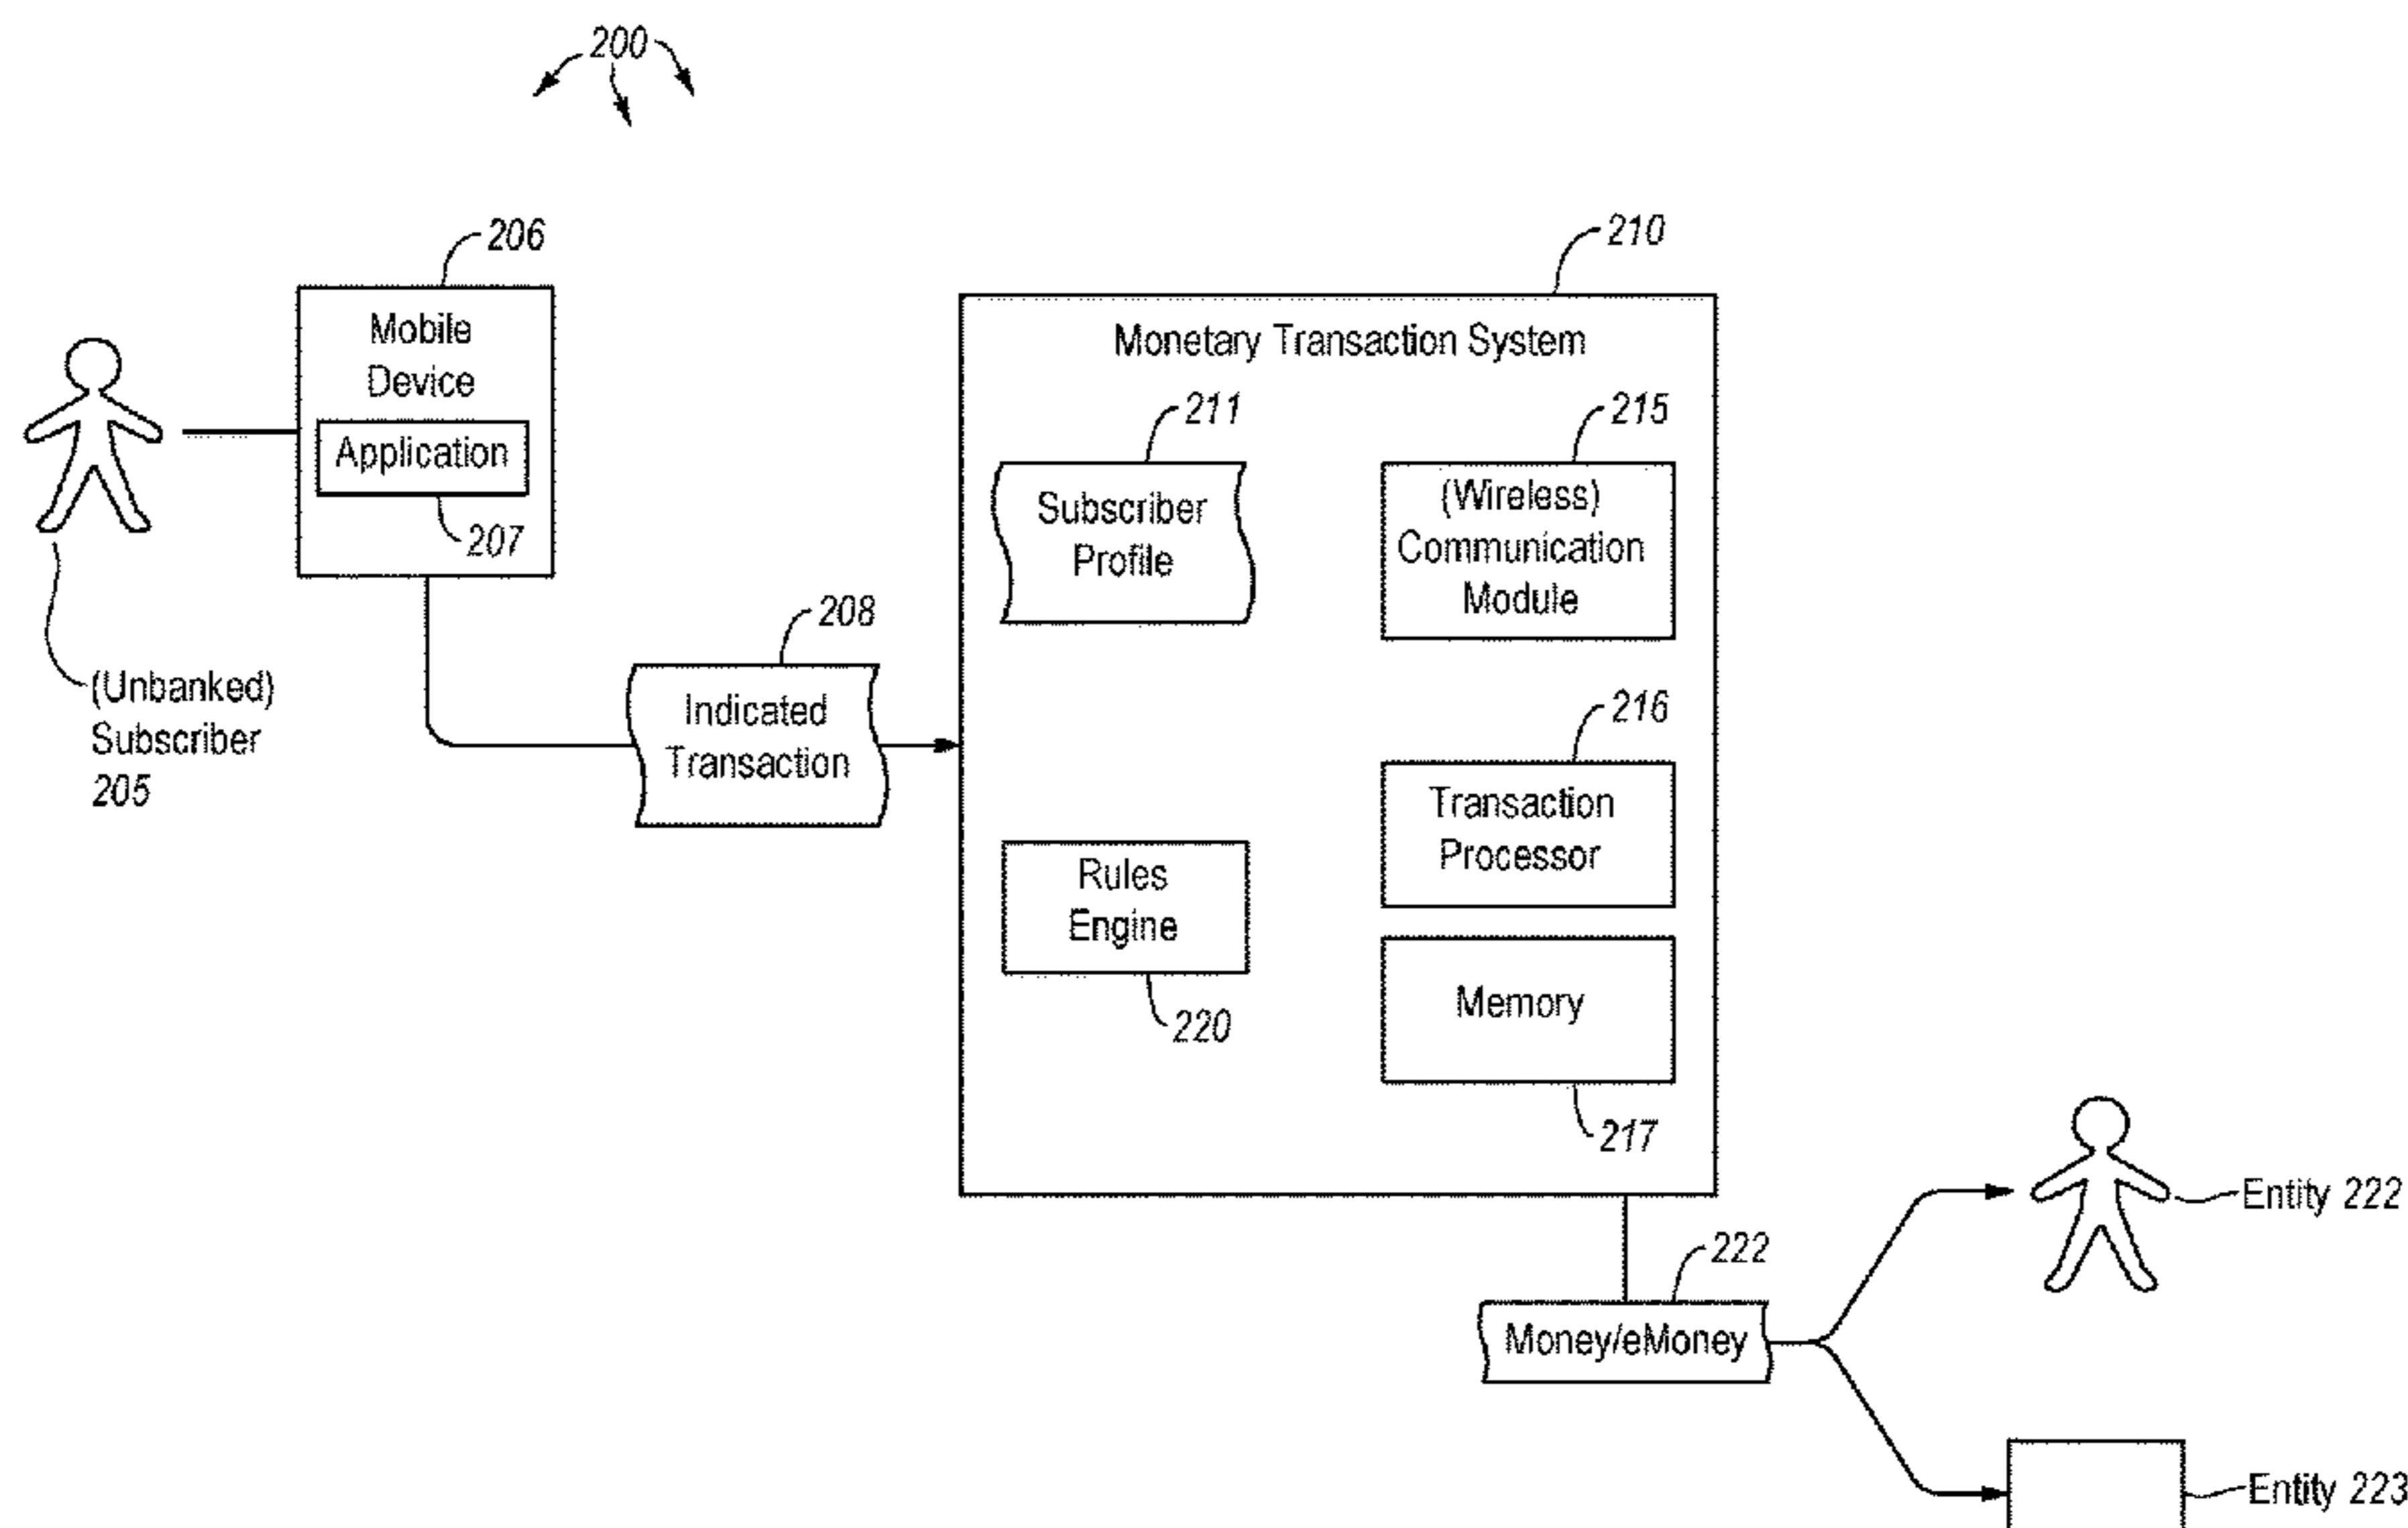 200
206
Mobile
Device
Application
207
(Unbanked)
Subscriber
205
208
Indicated
Transaction
210
Monetary Transaction System
211
Subscriber
Profile
215
(Wireless)
Communication
Module
216
Transaction
Processor
Rules
Engine
220
Memory
217
222
Money/eMoney
Entity 222
Entity 223